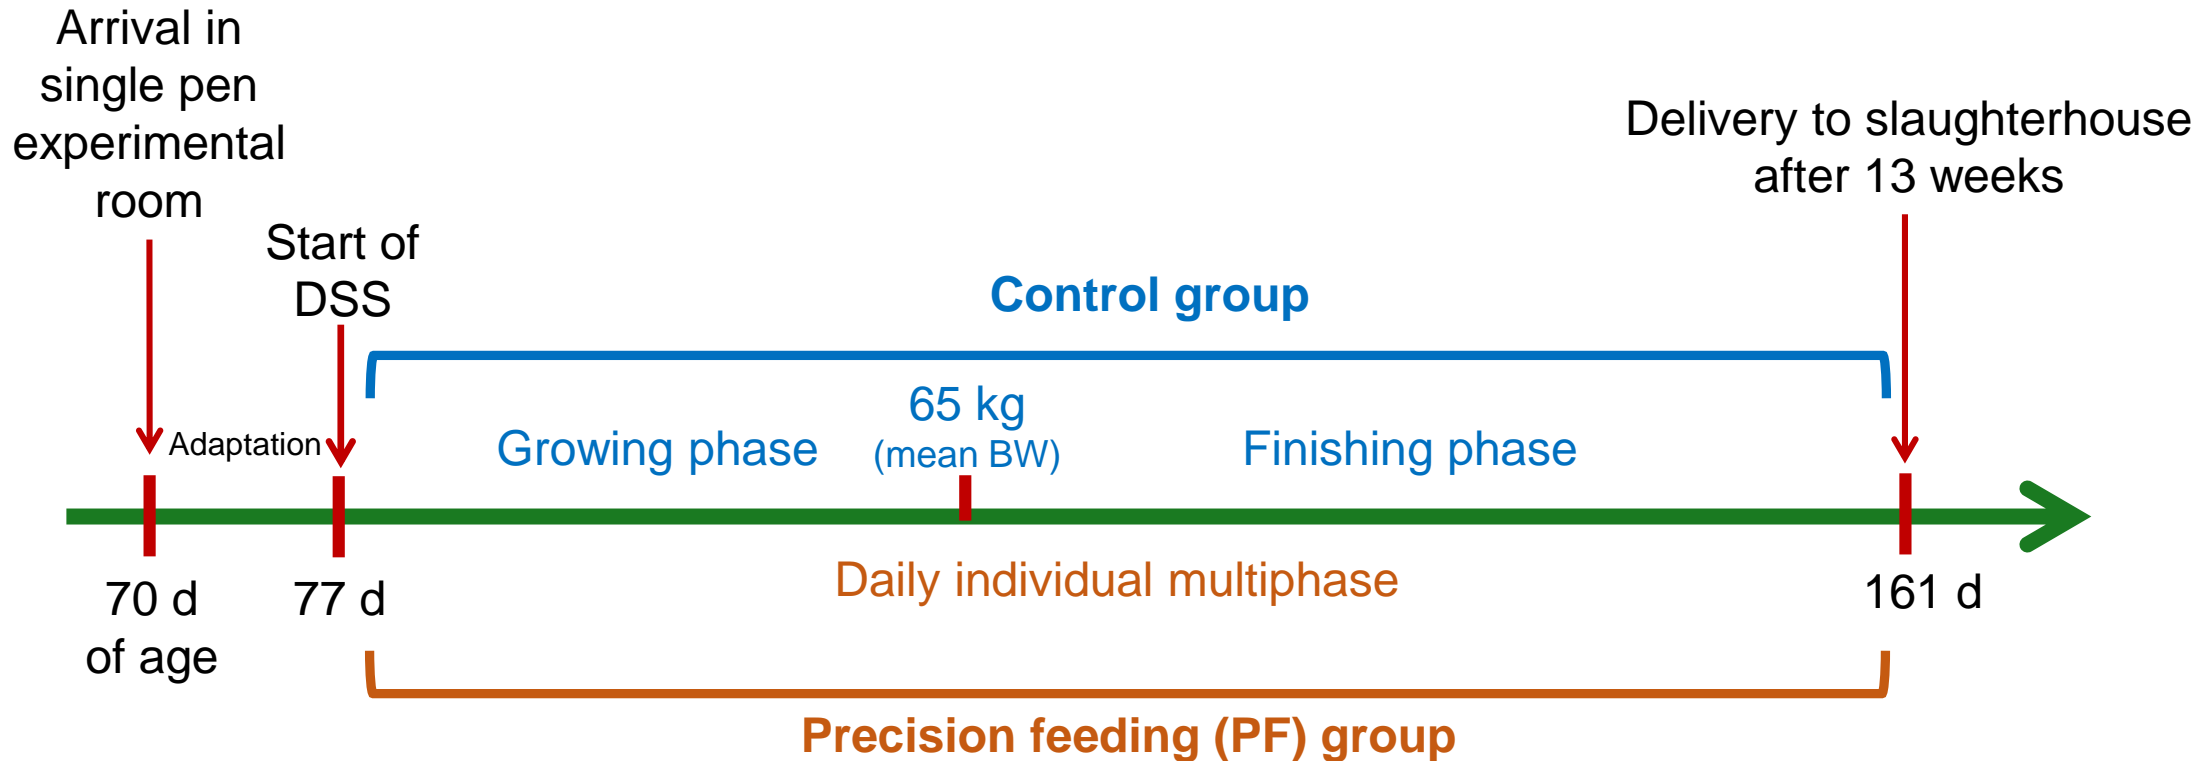 Arrival in
single pen
experimental
room
Start of
DSS
Delivery to slaughterhouse
after 13 weeks
Control group
Adaptation
Growing phase
65 kg
(mean BW)
Finishing phase
70 d
of age
77 d
Daily individual multiphase
161 d
Precision feeding (PF) group